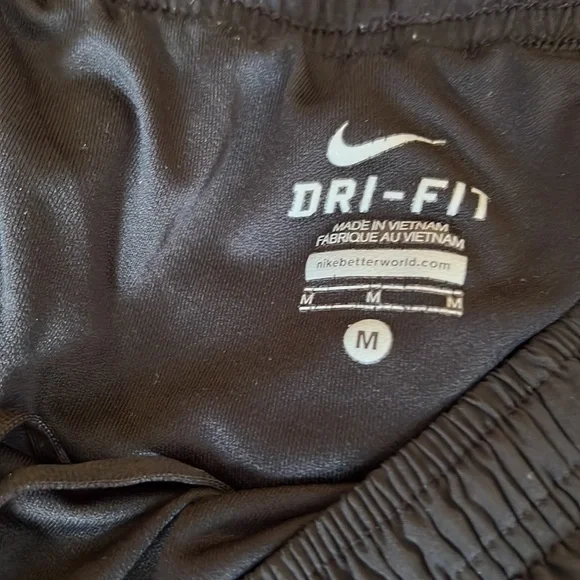 DRI-FIT
MADE IN VIETNAM
FABRIQUE AU VIETNAM
nikebetterworld.com
M M M
M